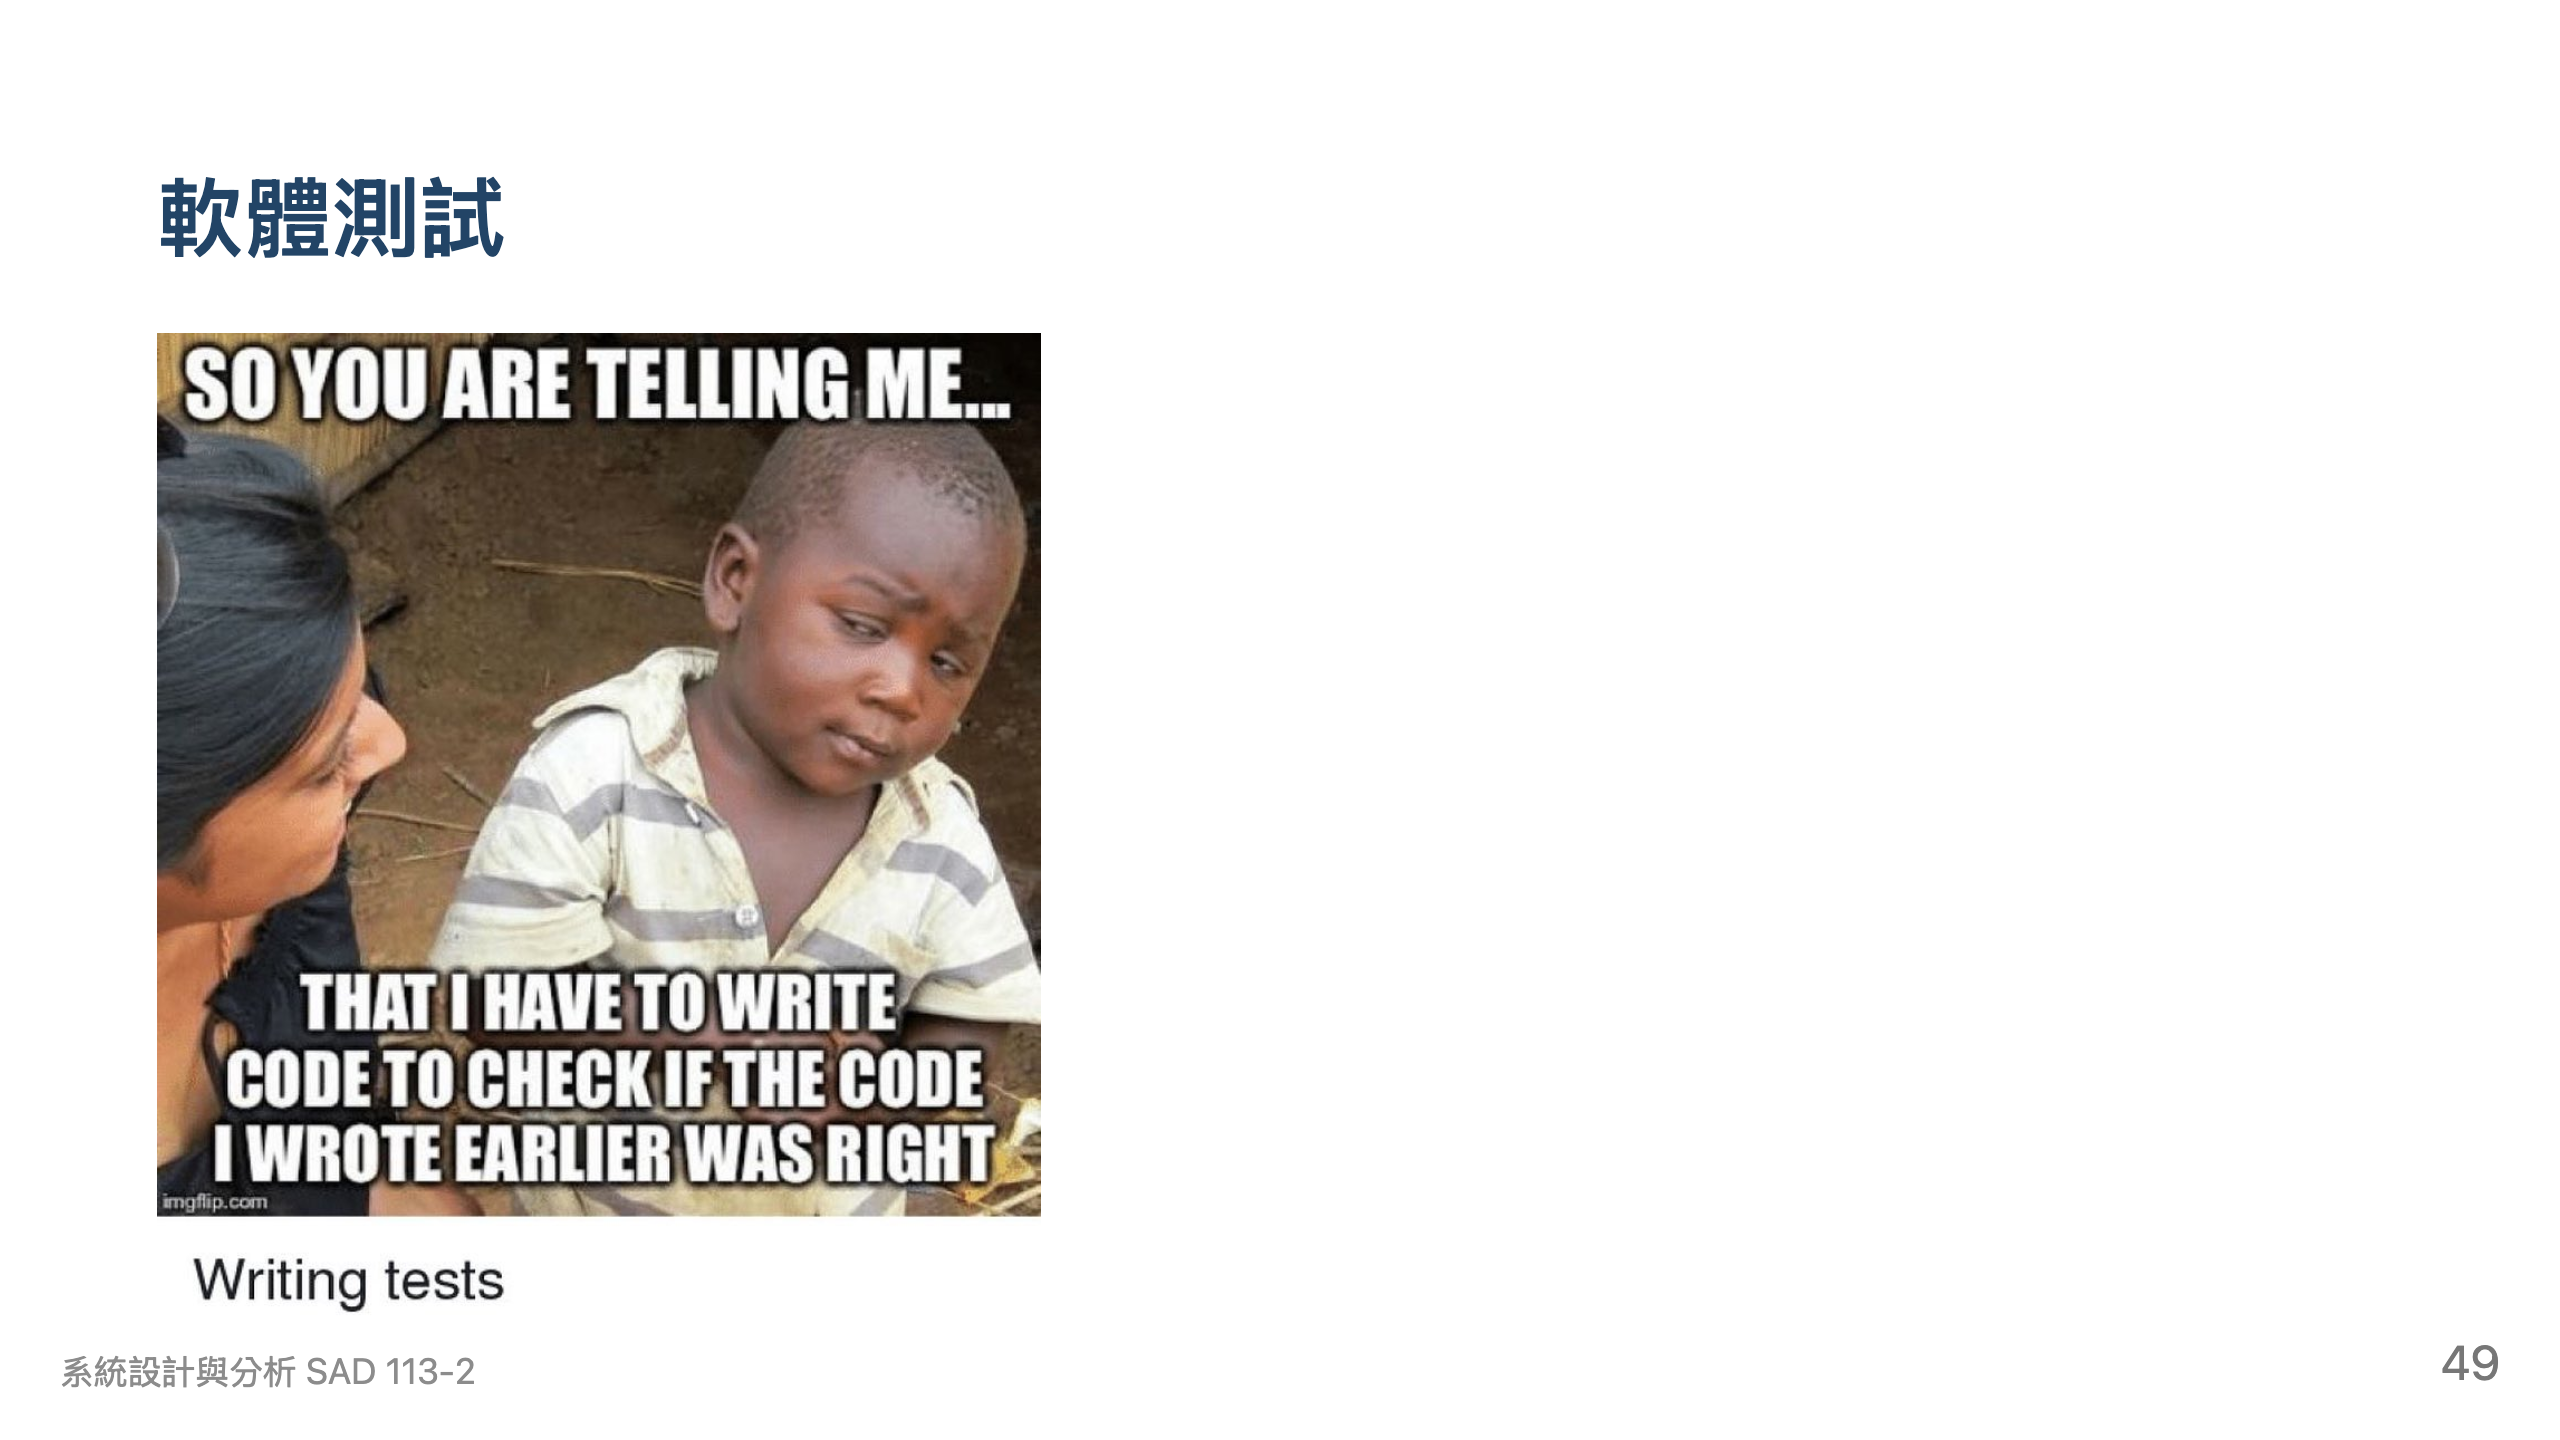 軟體測試
SO YOU ARE TELLING ME...
THAT I HAVE TO WRITE
CODE TO CHECK IF THE CODE
I WROTE EARLIER WAS RIGHT
imgflip.com
Writing tests
系統設計與分析 SAD 113-2
49